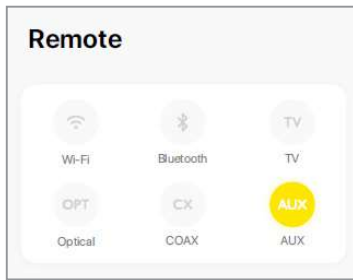 Remote
TV
Wi-Fi Bluetooth TV
OPT CX AUX
Optical COAX AUX